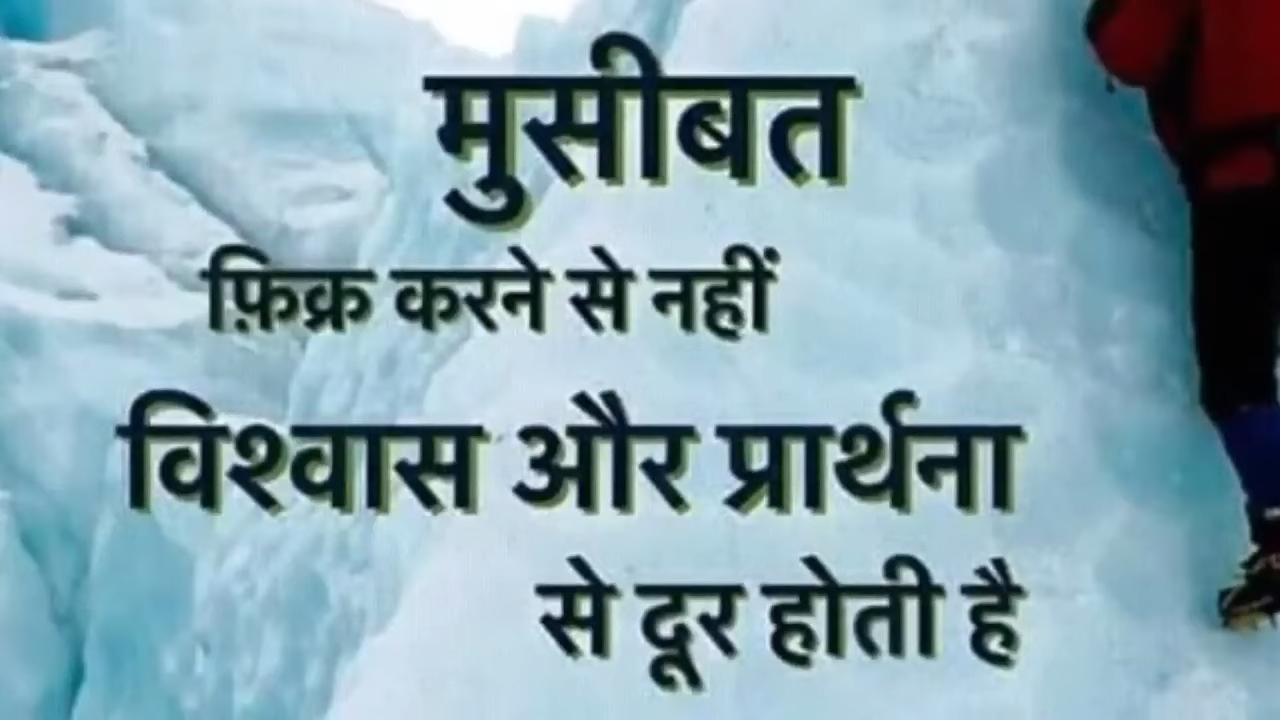 मुसीबत
फ़िक्र करने से नहीं
विश्वास और प्रार्थना
से दूर होती है